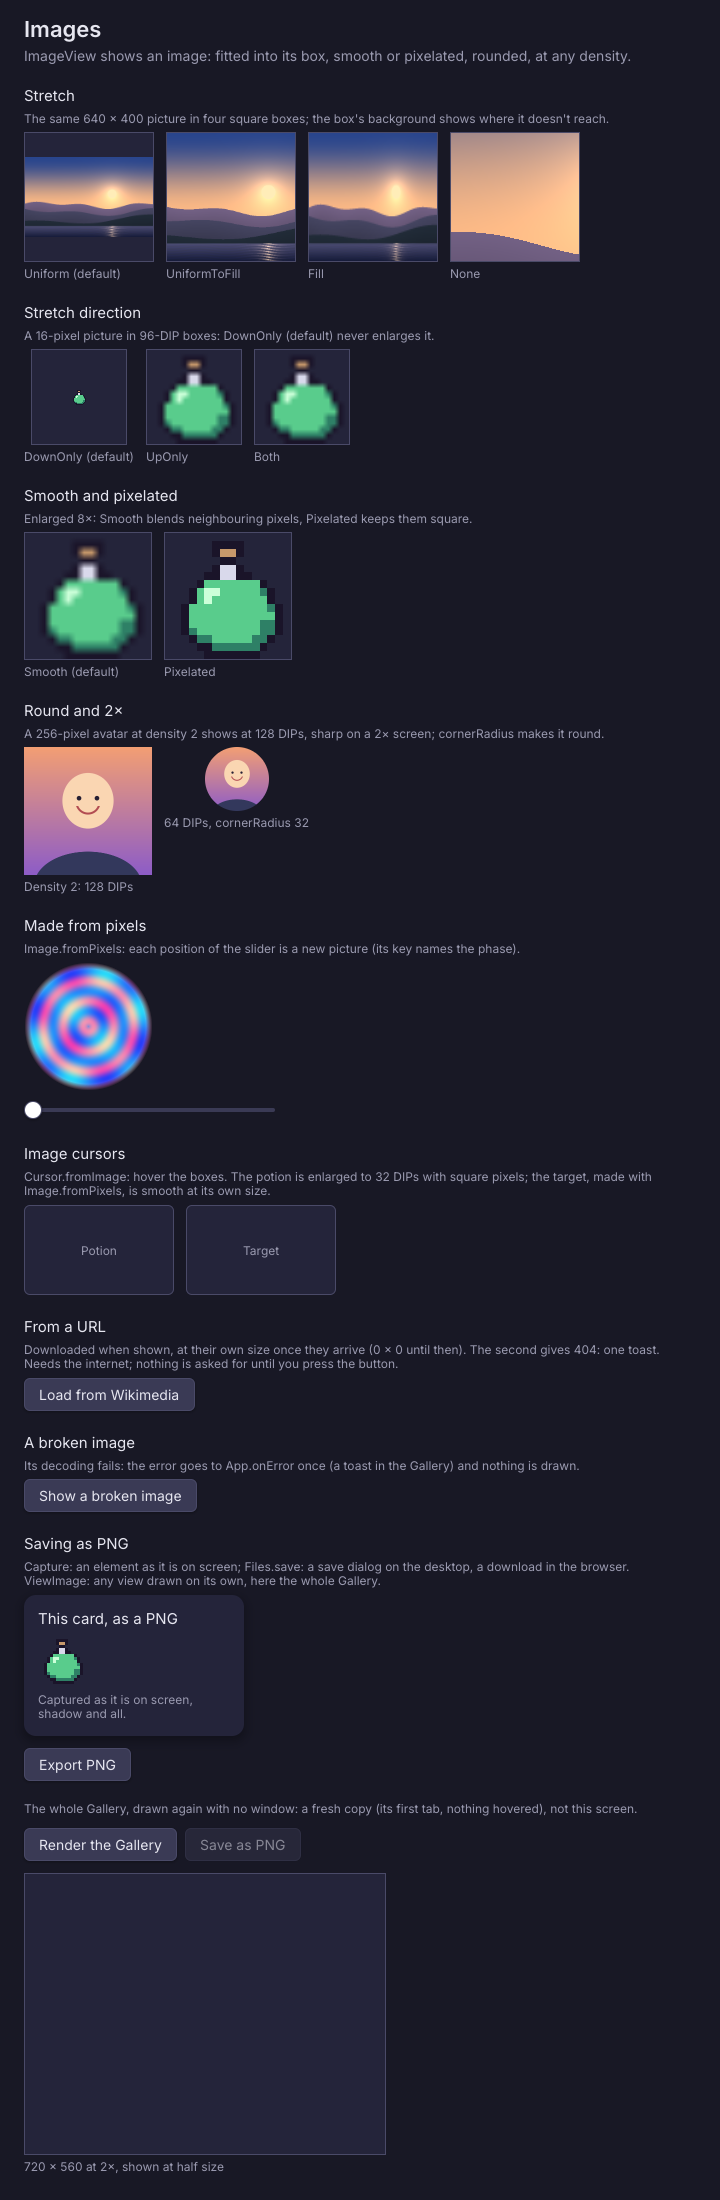 Images
ImageView shows an image: fitted into its box, smooth or pixelated, rounded, at any density.
Stretch
The same 640 × 400 picture in four square boxes; the box's background shows where it doesn't reach.
Uniform (default)
UniformToFill
Fill
None
Stretch direction
A 16-pixel picture in 96-DIP boxes: DownOnly (default) never enlarges it.
DownOnly (default)
UpOnly
Both
Smooth and pixelated
Enlarged 8×: Smooth blends neighbouring pixels, Pixelated keeps them square.
Smooth (default)
Pixelated
Round and 2×
A 256-pixel avatar at density 2 shows at 128 DIPs, sharp on a 2× screen; cornerRadius makes it round.
64 DIPs, cornerRadius 32
Density 2: 128 DIPs
Made from pixels
Image.fromPixels: each position of the slider is a new picture (its key names the phase).
Image cursors
Cursor.fromImage: hover the boxes. The potion is enlarged to 32 DIPs with square pixels; the target, made with
Image.fromPixels, is smooth at its own size.
Potion
Target
From a URL
Downloaded when shown, at their own size once they arrive (0 × 0 until then). The second gives 404: one toast.
Needs the internet; nothing is asked for until you press the button.
Load from Wikimedia
A broken image
Its decoding fails: the error goes to App.onError once (a toast in the Gallery) and nothing is drawn.
Show a broken image
Saving as PNG
Capture: an element as it is on screen; Files.save: a save dialog on the desktop, a download in the browser.
ViewImage: any view drawn on its own, here the whole Gallery.
This card, as a PNG
Captured as it is on screen,
shadow and all.
Export PNG
The whole Gallery, drawn again with no window: a fresh copy (its first tab, nothing hovered), not this screen.
Render the Gallery
Save as PNG
720 × 560 at 2×, shown at half size